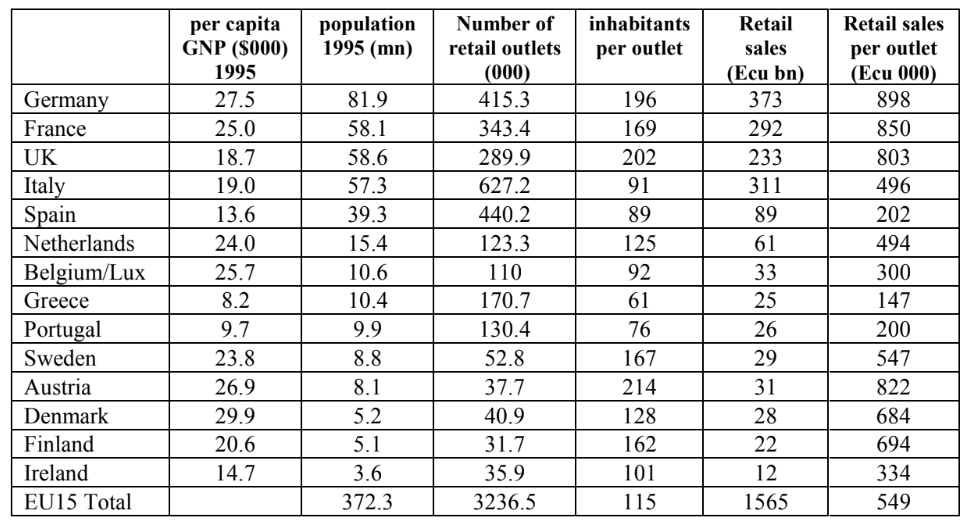 per capita GNP ($000) 1995 population 1995 (mn) Number of retail outlets (000) inhabitants per outlet Retail sales (Ecu bn) Retail sales per outlet (Ecu 000)
Germany 27.5 81.9 415.3 196 373 898
France 25.0 58.1 343.4 169 292 850
UK 18.7 58.6 289.9 202 233 803
Italy 19.0 57.3 627.2 91 311 496
Spain 13.6 39.3 440.2 89 89 202
Netherlands 24.0 15.4 123.3 125 61 494
Belgium/Lux 25.7 10.6 110 92 33 300
Greece 8.2 10.4 170.7 61 25 147
Portugal 9.7 9.9 130.4 76 26 200
Sweden 23.8 8.8 52.8 167 29 547
Austria 26.9 8.1 37.7 214 31 822
Denmark 29.9 5.2 40.9 128 28 684
Finland 20.6 5.1 31.7 162 22 694
Ireland 14.7 3.6 35.9 101 12 334
EU15 Total 372.3 3236.5 115 1565 549